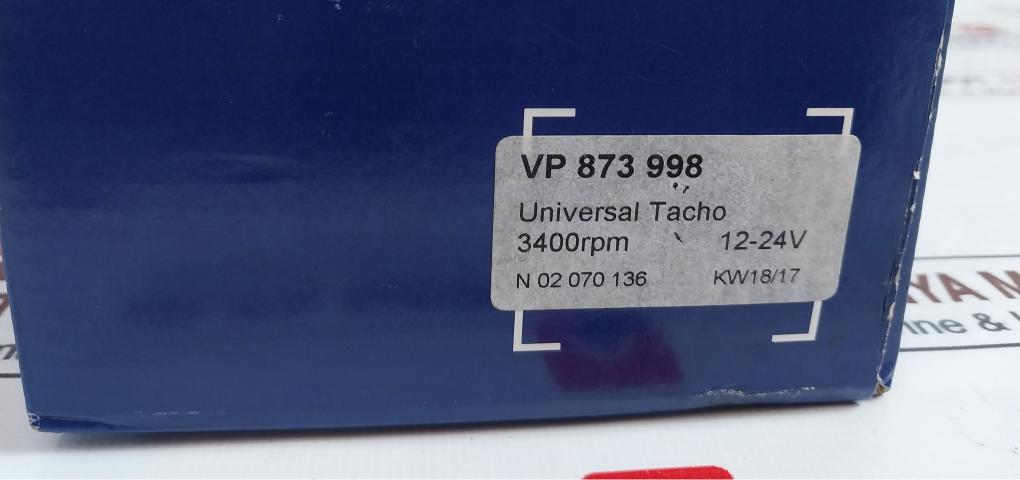 VP 873 998
Universal Tacho
3400rpm 12-24V
N 02 070 136 KW18/17